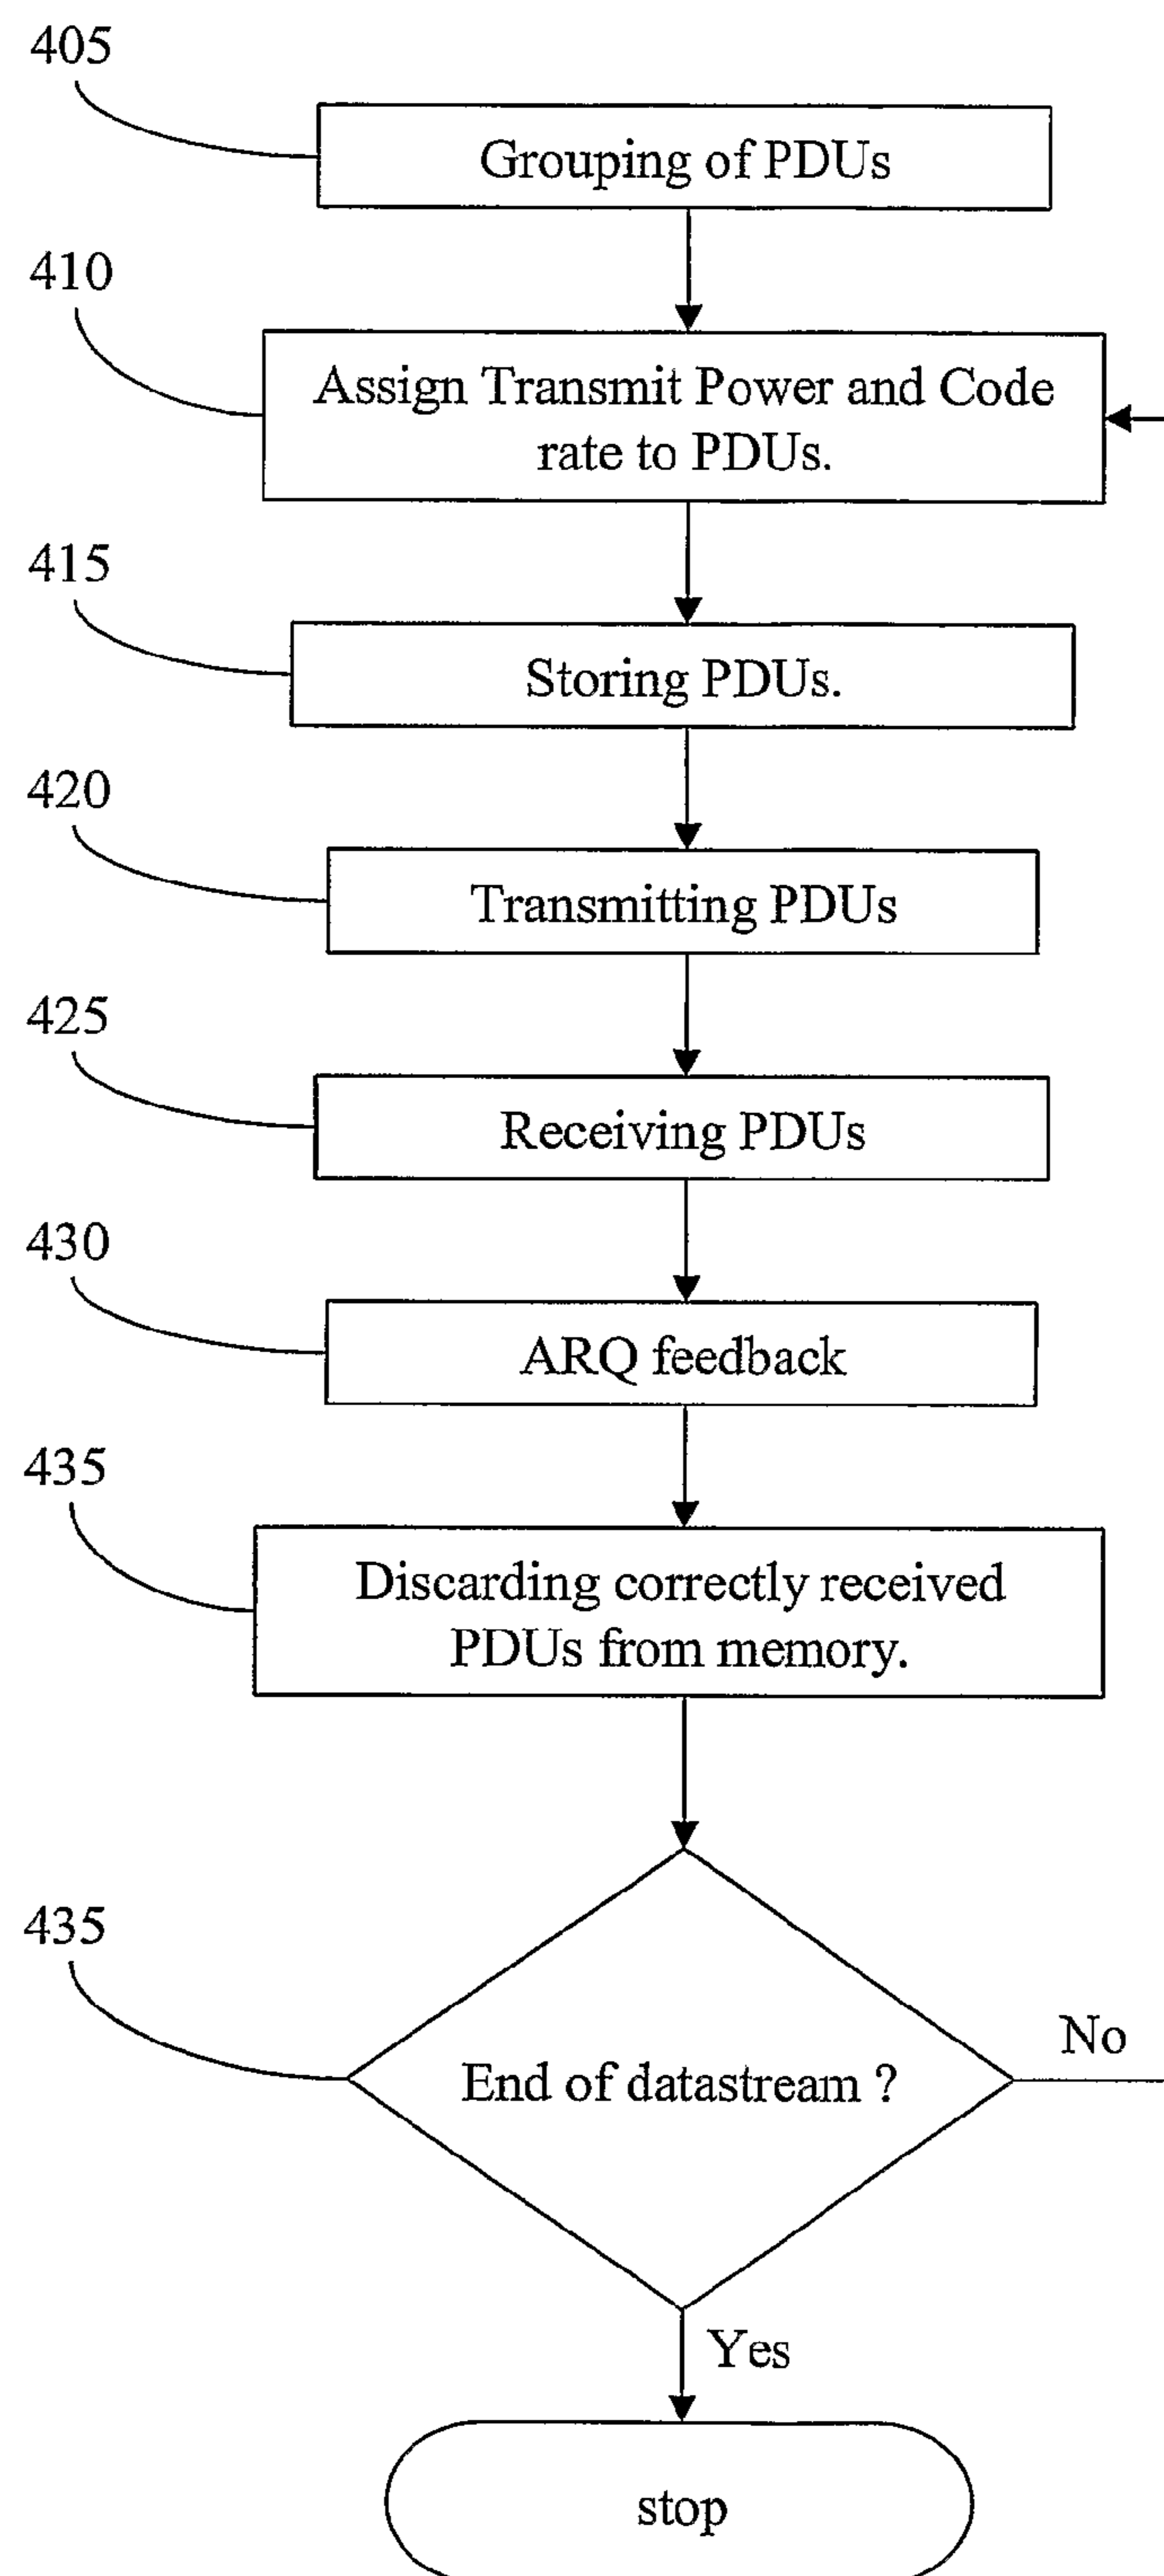 405
Grouping of PDUs
410
Assign Transmit Power and Code
rate to PDUs.
415
Storing PDUs.
420
Transmitting PDUs
425
Receiving PDUs
430
ARQ feedback
435
Discarding correctly received
PDUs from memory.
435
End of datastream ?
No
Yes
stop